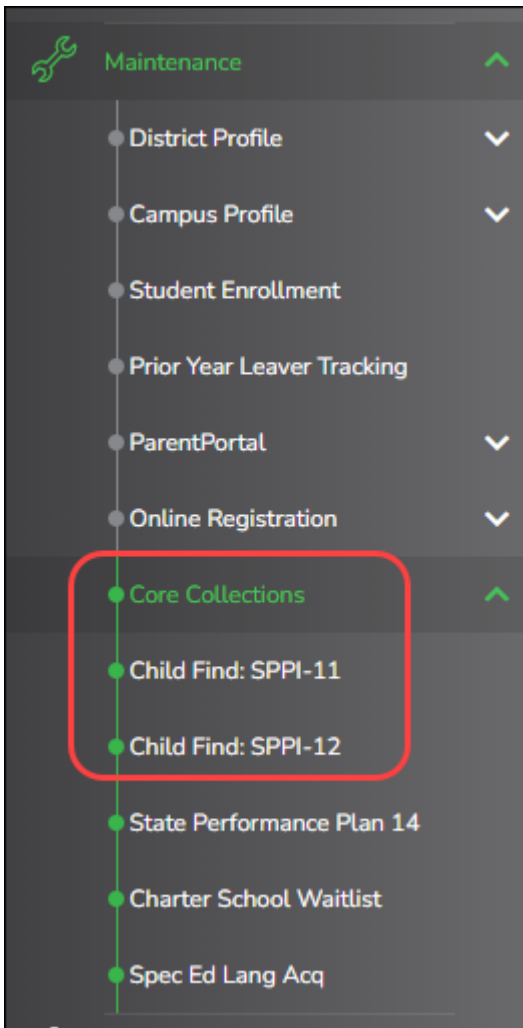 Maintenance
District Profile
Campus Profile
Student Enrollment
Prior Year Leaver Tracking
ParentPortal
Online Registration
Core Collections
Child Find: SPPI-11
Child Find: SPPI-12
State Performance Plan 14
Charter School Waitlist
Spec Ed Lang Acq